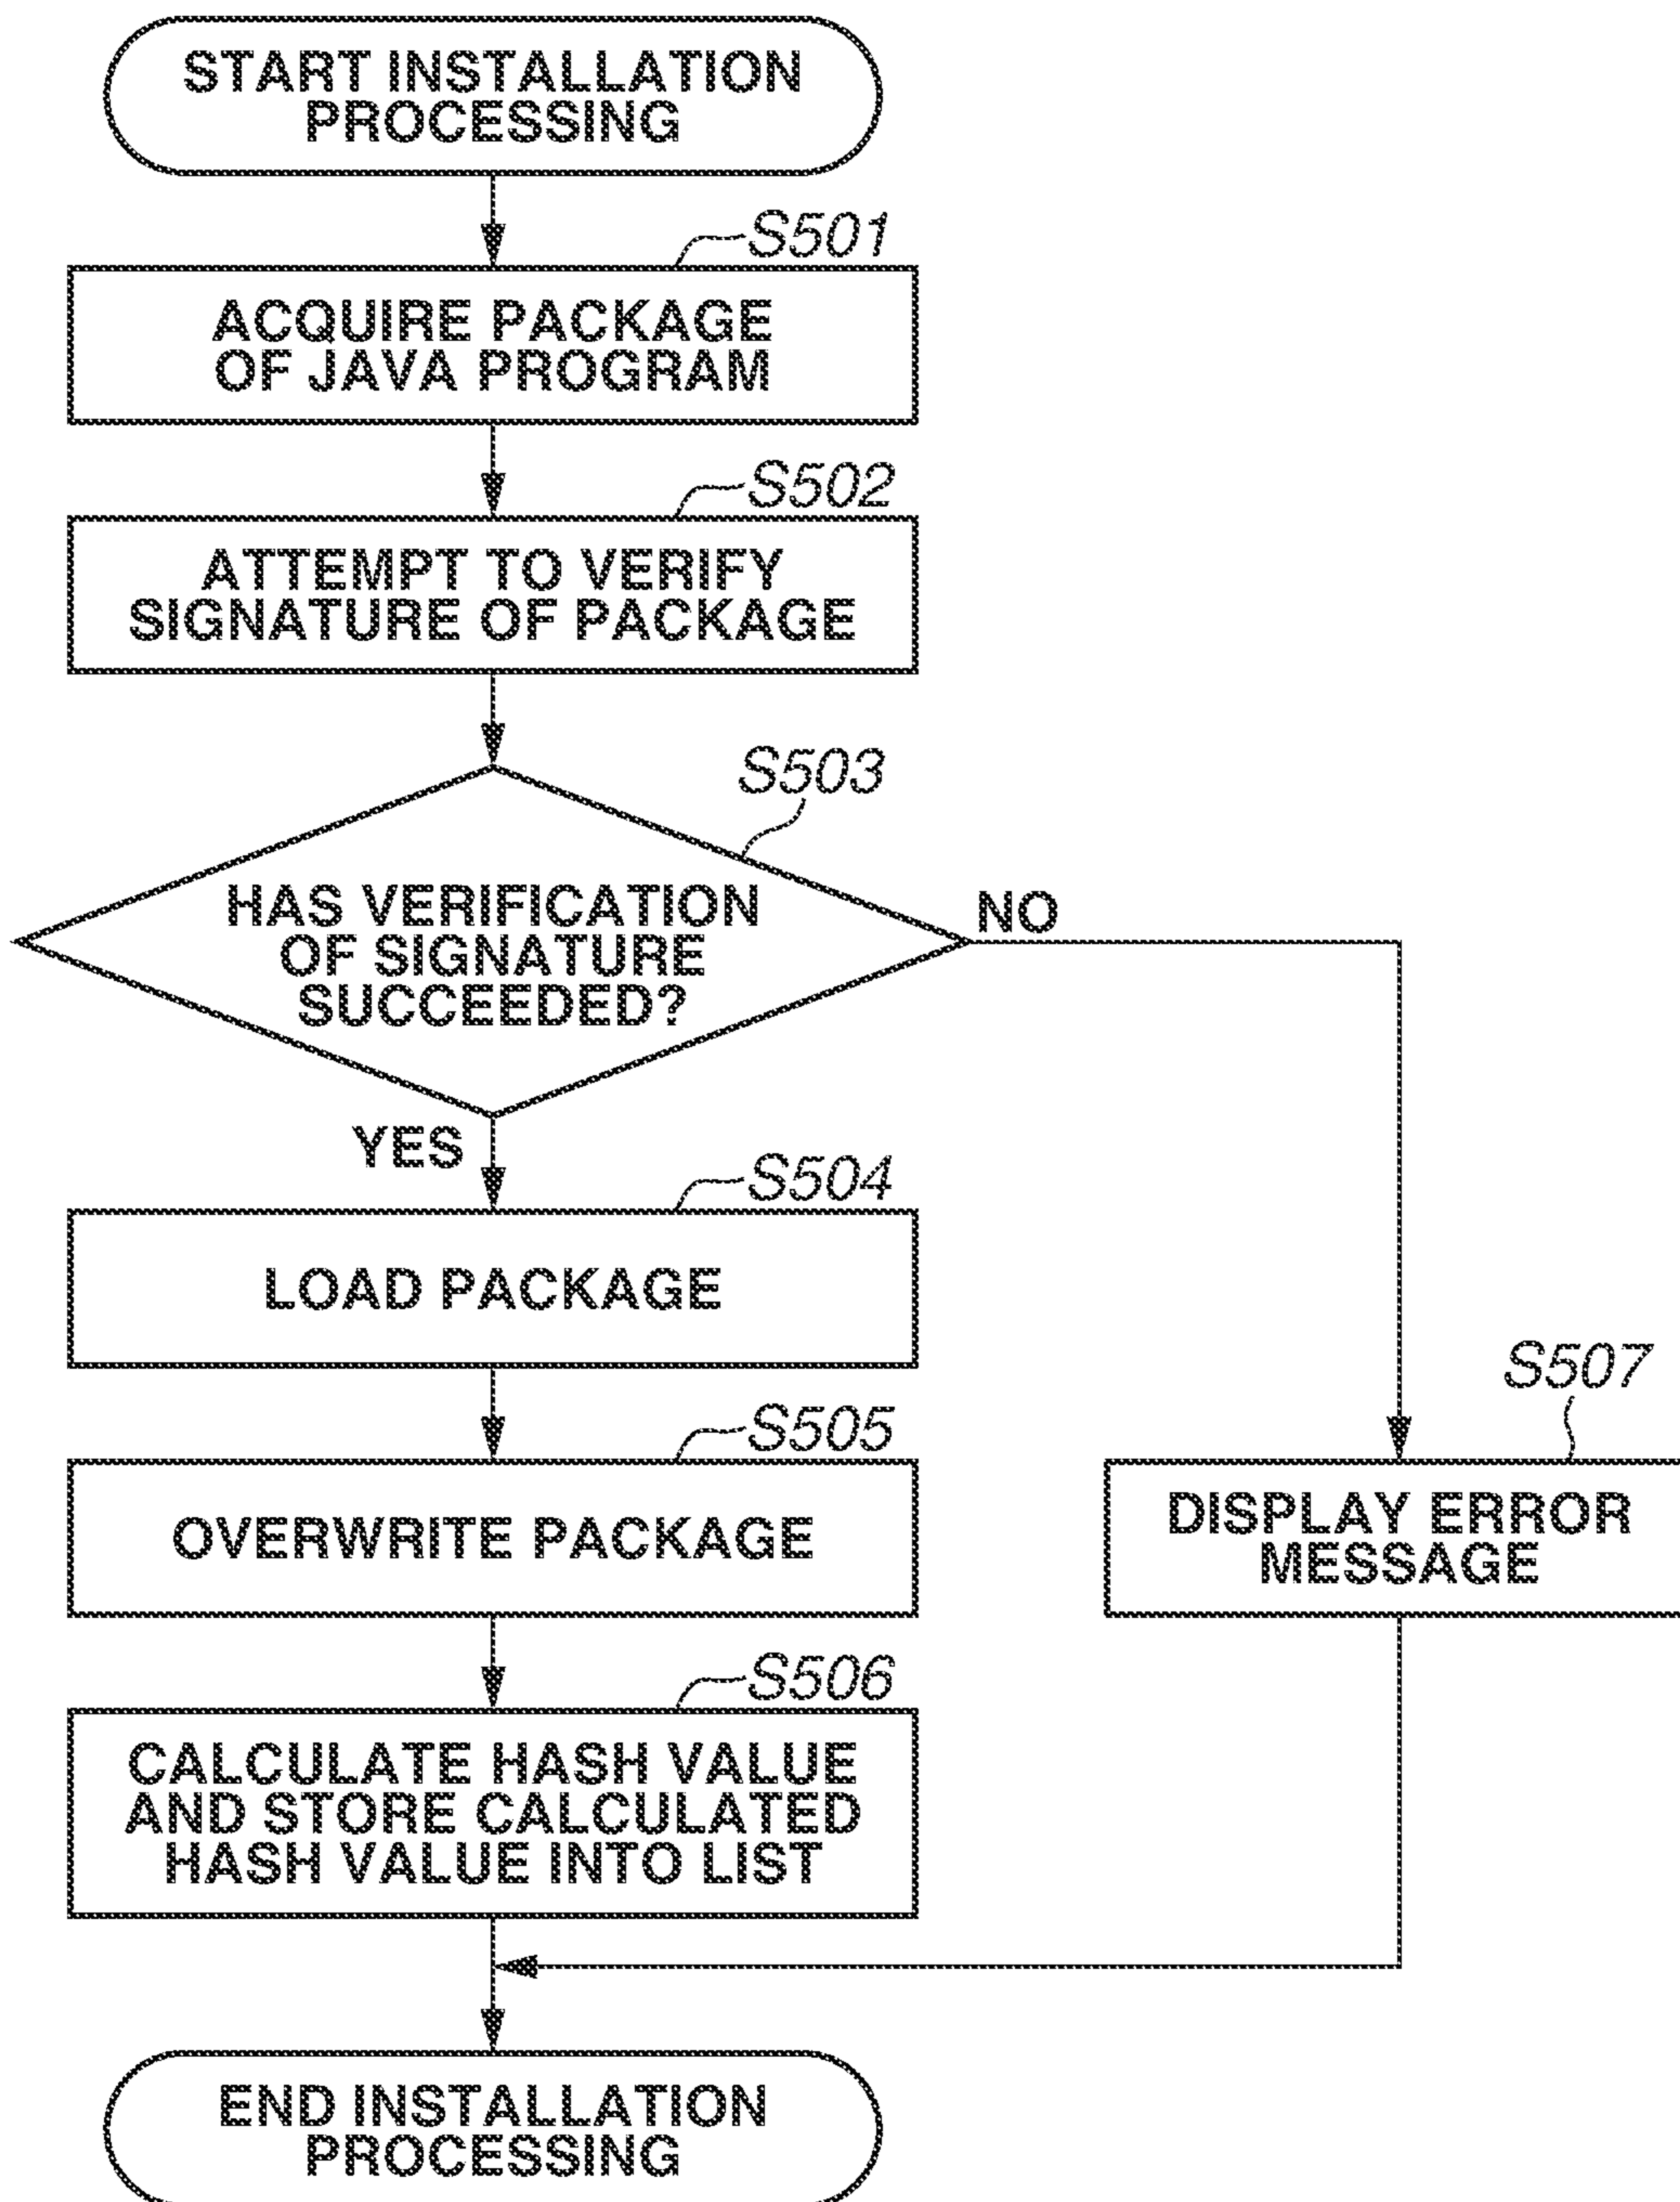 START INSTALLATION
PROCESSING
S501
ACQUIRE PACKAGE
OF JAVA PROGRAM
S502
ATTEMPT TO VERIFY
SIGNATURE OF PACKAGE
S503
HAS VERIFICATION
OF SIGNATURE
SUCCEEDED?
NO
YES
S504
LOAD PACKAGE
S505
OVERWRITE PACKAGE
S507
DISPLAY ERROR
MESSAGE
S506
CALCULATE HASH VALUE
AND STORE CALCULATED
HASH VALUE INTO LIST
END INSTALLATION
PROCESSING